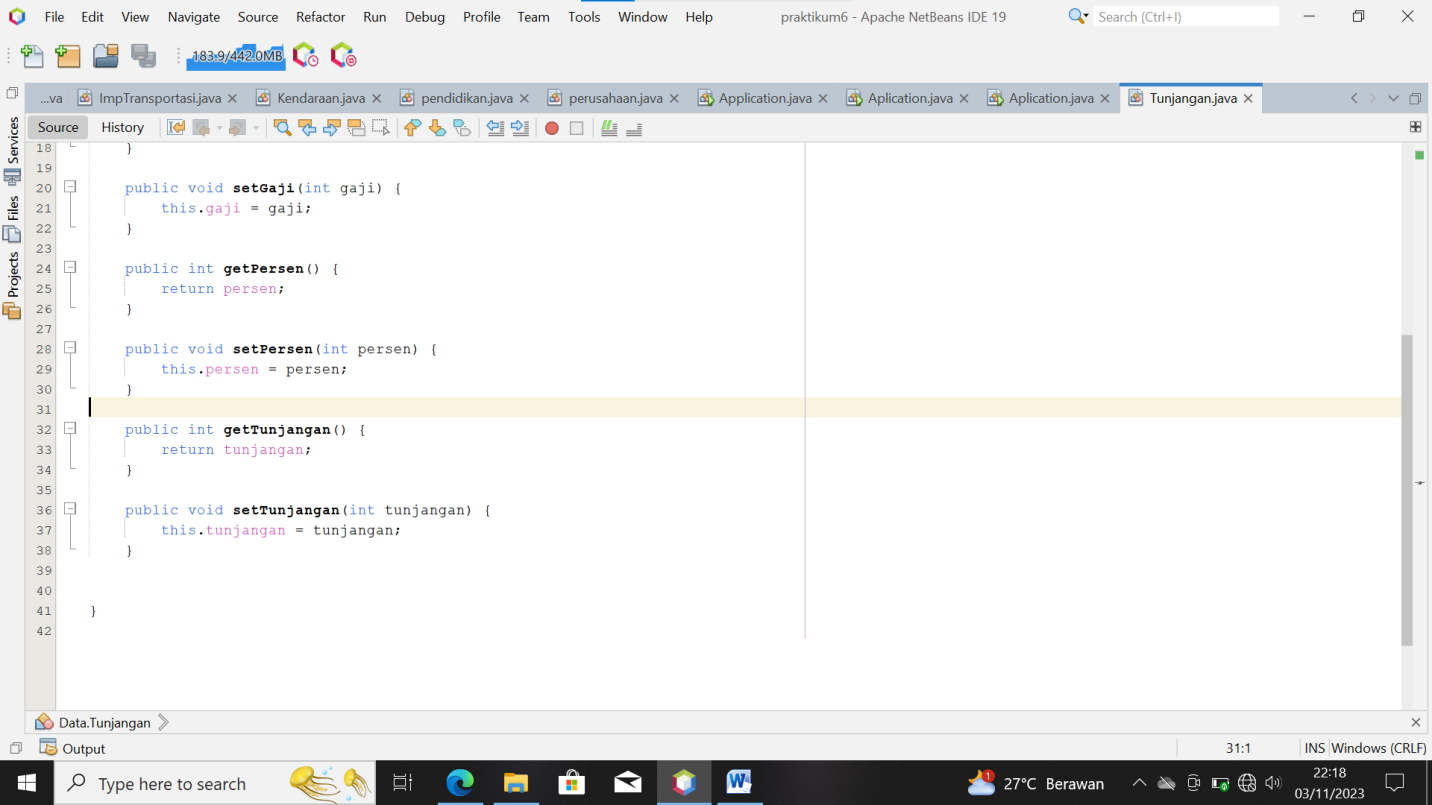 File Edit View Navigate Source Refactor Run Debug Profile Team Tools Window Help praktikum6 - Apache NetBeans IDE 19 Search (Ctrl+I)
183.9/442.0MB
...va ImpTransportasi.java Kendaraan.java pendidikan.java perusahaan.java Application.java Aplication.java Aplication.java Tunjangan.java
Source History
Services
Files
Projects
18 }
19
20 public void setGaji(int gaji) {
21 this.gaji = gaji;
22 }
23
24 public int getPersen() {
25 return persen;
26 }
27
28 public void setPersen(int persen) {
29 this.persen = persen;
30 }
31
32 public int getTunjangan() {
33 return tunjangan;
34 }
35
36 public void setTunjangan(int tunjangan) {
37 this.tunjangan = tunjangan;
38 }
39
40
41 }
42
Data.Tunjangan
Output 31:1 INS Windows (CRLF)
Type here to search 1 27°C Berawan 22:18
03/11/2023